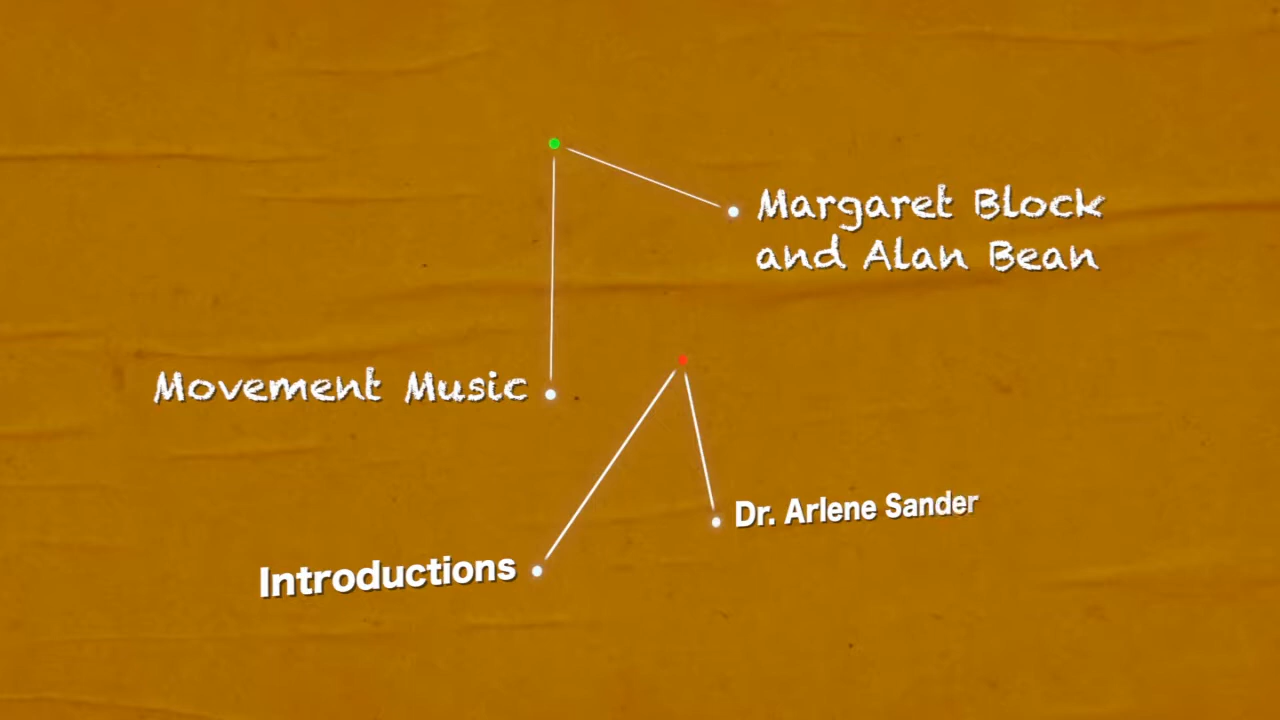 Margaret Block
and Alan Bean
Movement Music
Dr. Arlene Sander
Introductions